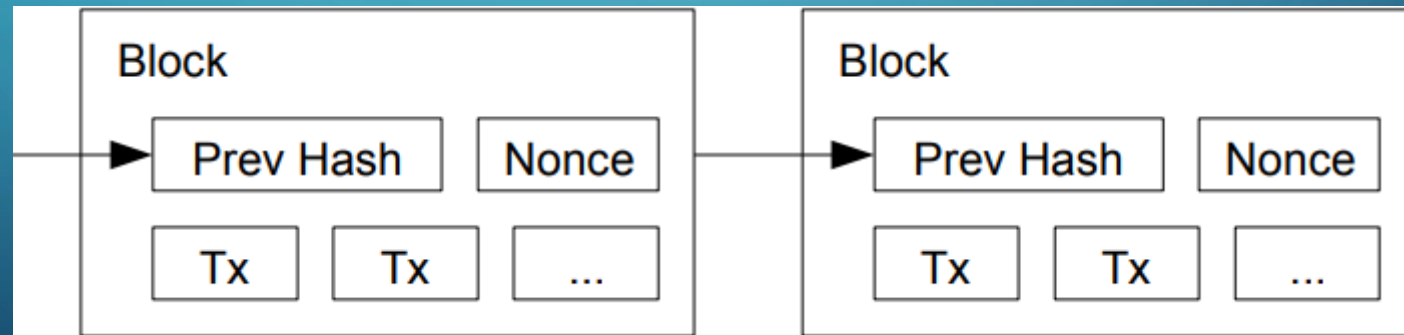 Block
Prev Hash Nonce
Tx Tx ...
Block
Prev Hash Nonce
Tx Tx ...